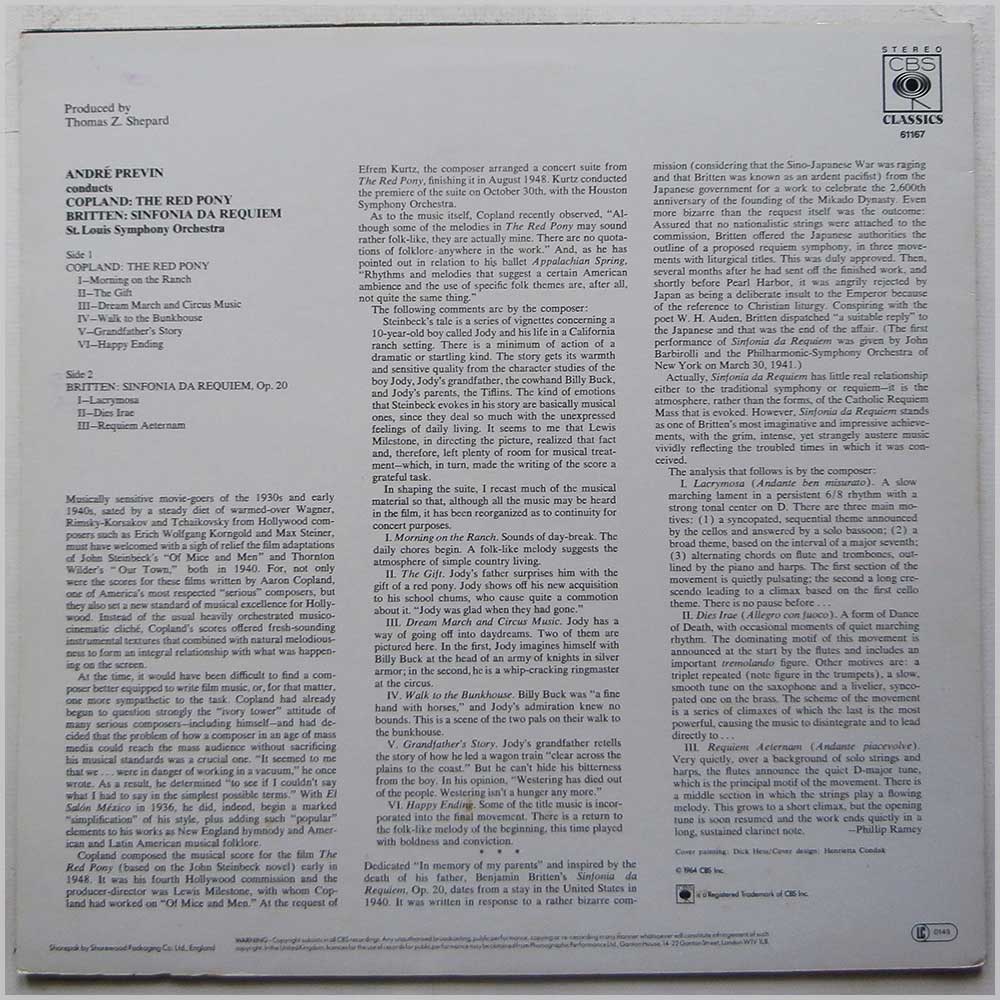 STEREO
CBS
CLASSICS
61167
Produced by
Thomas Z. Shepard
ANDRÉ PREVIN
conducts
COPLAND: THE RED PONY
BRITTEN: SINFONIA DA REQUIEM
St. Louis Symphony Orchestra
Side 1
COPLAND: THE RED PONY
I—Morning on the Ranch
II—The Gift
III—Dream March and Circus Music
IV—Walk to the Bunkhouse
V—Grandfather's Story
VI—Happy Ending
Side 2
BRITTEN: SINFONIA DA REQUIEM, Op. 20
I—Lacrymosa
II—Dies Irae
III—Requiem Aeternam
Musically sensitive movie-goers of the 1930s and early
1940s, sated by a steady diet of warmed-over Wagner,
Rimsky-Korsakov and Tchaikovsky from Hollywood com-
posers such as Erich Wolfgang Korngold and Max Steiner,
must have welcomed with a sigh of relief the film adaptations
of John Steinbeck's "Of Mice and Men" and Thornton
Wilder's "Our Town," both in 1940. For, not only
were the scores for these films written by Aaron Copland,
one of America's most respected "serious" composers, but
they also set a new standard of musical excellence for Holly-
wood. Instead of the usual heavily orchestrated musico-
cinematic cliché, Copland's scores offered fresh-sounding
instrumental textures that combined with natural melodious-
ness to form an integral relationship with what was happen-
ing on the screen.
At the time, it would have been difficult to find a com-
poser better equipped to write film music, or, for that matter,
one more sympathetic to the task. Copland had already
begun to question strongly the "ivory tower" attitude of
many serious composers—including himself—and had de-
cided that the problem of how a composer in an age of mass
media could reach the mass audience without sacrificing
his musical standards was a crucial one. "It seemed to me
that we . . . were in danger of working in a vacuum," he once
wrote. As a result, he determined "to see if I couldn't say
what I had to say in the simplest possible terms." With El
Salón México in 1936, he did, indeed, begin a marked
"simplification" of his style, plus adding such "popular"
elements to his works as New England hymnody and Amer-
ican and Latin American musical folklore.
Copland composed the musical score for the film The
Red Pony (based on the John Steinbeck novel) early in
1948. It was his fourth Hollywood commission and the
producer-director was Lewis Milestone, with whom Cop-
land had worked on "Of Mice and Men." At the request of
Efrem Kurtz, the composer arranged a concert suite from
The Red Pony, finishing it in August 1948. Kurtz conducted
the premiere of the suite on October 30th, with the Houston
Symphony Orchestra.
As to the music itself, Copland recently observed, "Al-
though some of the melodies in The Red Pony may sound
rather folk-like, they are actually mine. There are no quota-
tions of folklore anywhere in the work." And, as he has
pointed out in relation to his ballet Appalachian Spring,
"Rhythms and melodies that suggest a certain American
ambience and the use of specific folk themes are, after all,
not quite the same thing."
The following comments are by the composer:
Steinbeck's tale is a series of vignettes concerning a
10-year-old boy called Jody and his life in a California
ranch setting. There is a minimum of action of a
dramatic or startling kind. The story gets its warmth
and sensitive quality from the character studies of the
boy Jody, Jody's grandfather, the cowhand Billy Buck,
and Jody's parents, the Tiflins. The kind of emotions
that Steinbeck evokes in his story are basically musical
ones, since they deal so much with the unexpressed
feelings of daily living. It seems to me that Lewis
Milestone, in directing the picture, realized that fact
and, therefore, left plenty of room for musical treat-
ment—which, in turn, made the writing of the score a
grateful task.
In shaping the suite, I recast much of the musical
material so that, although all the music may be heard
in the film, it has been reorganized as to continuity for
concert purposes.
I. Morning on the Ranch. Sounds of day-break. The
daily chores begin. A folk-like melody suggests the
atmosphere of simple country living.
II. The Gift. Jody's father surprises him with the
gift of a red pony. Jody shows off his new acquisition
to his school chums, who cause quite a commotion
about it. "Jody was glad when they had gone."
III. Dream March and Circus Music. Jody has a
way of going off into daydreams. Two of them are
pictured here. In the first, Jody imagines himself with
Billy Buck at the head of an army of knights in silver
armor; in the second, he is a whip-cracking ringmaster
at the circus.
IV. Walk to the Bunkhouse. Billy Buck was "a fine
hand with horses," and Jody's admiration knew no
bounds. This is a scene of the two pals on their walk to
the bunkhouse.
V. Grandfather's Story. Jody's grandfather retells
the story of how he led a wagon train "clear across the
plains to the coast." But he can't hide his bitterness
from the boy. In his opinion, "Westering has died out
of the people. Westering isn't a hunger any more."
VI. Happy Ending. Some of the title music is incor-
porated into the final movement. There is a return to
the folk-like melody of the beginning, this time played
with boldness and conviction.
* * *
Dedicated "In memory of my parents" and inspired by the
death of his father, Benjamin Britten's Sinfonia da
Requiem, Op. 20, dates from a stay in the United States in
1940. It was written in response to a rather bizarre com-
mission (considering that the Sino-Japanese War was raging
and that Britten was known as an ardent pacifist) from the
Japanese government for a work to celebrate the 2,600th
anniversary of the founding of the Mikado Dynasty. Even
more bizarre than the request itself was the outcome:
Assured that no nationalistic strings were attached to the
commission, Britten offered the Japanese authorities the
outline of a proposed requiem symphony, in three move-
ments with liturgical titles. This was duly approved. Then,
several months after he had sent off the finished work, and
shortly before Pearl Harbor, it was angrily rejected by
Japan as being a deliberate insult to the Emperor because
of the reference to Christian liturgy. Conspiring with the
poet W. H. Auden, Britten dispatched "a suitable reply" to
the Japanese and that was the end of the affair. (The first
performance of Sinfonia da Requiem was given by John
Barbirolli and the Philharmonic-Symphony Orchestra of
New York on March 30, 1941.)
Actually, Sinfonia da Requiem has little real relationship
either to the traditional symphony or requiem—it is the
atmosphere, rather than the forms, of the Catholic Requiem
Mass that is evoked. However, Sinfonia da Requiem stands
as one of Britten's most imaginative and impressive achieve-
ments, with the grim, intense, yet strangely austere music
vividly reflecting the troubled times in which it was con-
ceived.
The analysis that follows is by the composer:
I. Lacrymosa (Andante ben misurato). A slow
marching lament in a persistent 6/8 rhythm with a
strong tonal center on D. There are three main mo-
tives: (1) a syncopated, sequential theme announced
by the cellos and answered by a solo bassoon; (2) a
broad theme, based on the interval of a major seventh;
(3) alternating chords on flute and trombones, out-
lined by the piano and harps. The first section of the
movement is quietly pulsating; the second a long cre-
scendo leading to a climax based on the first cello
theme. There is no pause before . . .
II. Dies Irae (Allegro con fuoco). A form of Dance
of Death, with occasional moments of quiet marching
rhythm. The dominating motif of this movement is
announced at the start by the flutes and includes an
important tremolando figure. Other motives are: a
triplet repeated (note figure in the trumpets), a slow,
smooth tune on the saxophone and a livelier, synco-
pated one on the brass. The scheme of the movement
is a series of climaxes of which the last is the most
powerful, causing the music to disintegrate and to lead
directly to . . .
III. Requiem Aeternam (Andante piacevolve).
Very quietly, over a background of solo strings and
harps, the flutes announce the quiet D-major tune,
which is the principal motif of the movement. There is
a middle section in which the strings play a flowing
melody. This grows to a short climax, but the opening
tune is soon resumed and the work ends quietly in a
long, sustained clarinet note. —Phillip Ramey
Cover painting: Dick Hess/Cover design: Henrietta Condak
© 1964 CBS Inc.
is a Registered Trademark of CBS Inc.
Shorepak by Shorewood Packaging Co. Ltd., England
WARNING—Copyright subsists in all CBS recordings. Any unauthorised broadcasting, public performance, copying or re-recording in any manner whatsoever will constitute infringement of such
copyright. In the United Kingdom, licences for the use of records for public performance may be obtained from Phonographic Performance Ltd., Ganton House, 14-22 Ganton Street, London W1V 1LB.
LC 0149